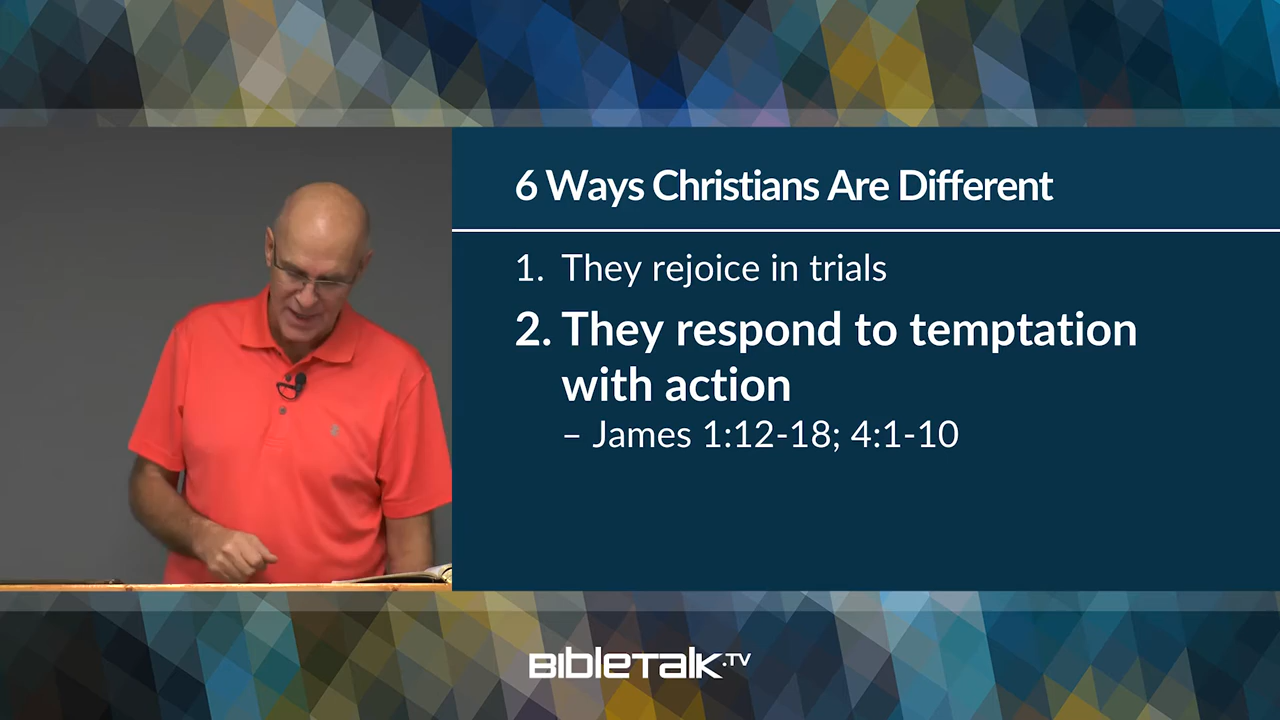 6 Ways Christians Are Different
1. They rejoice in trials
2. They respond to temptation
with action
– James 1:12-18; 4:1-10
BIBLETALK.TV